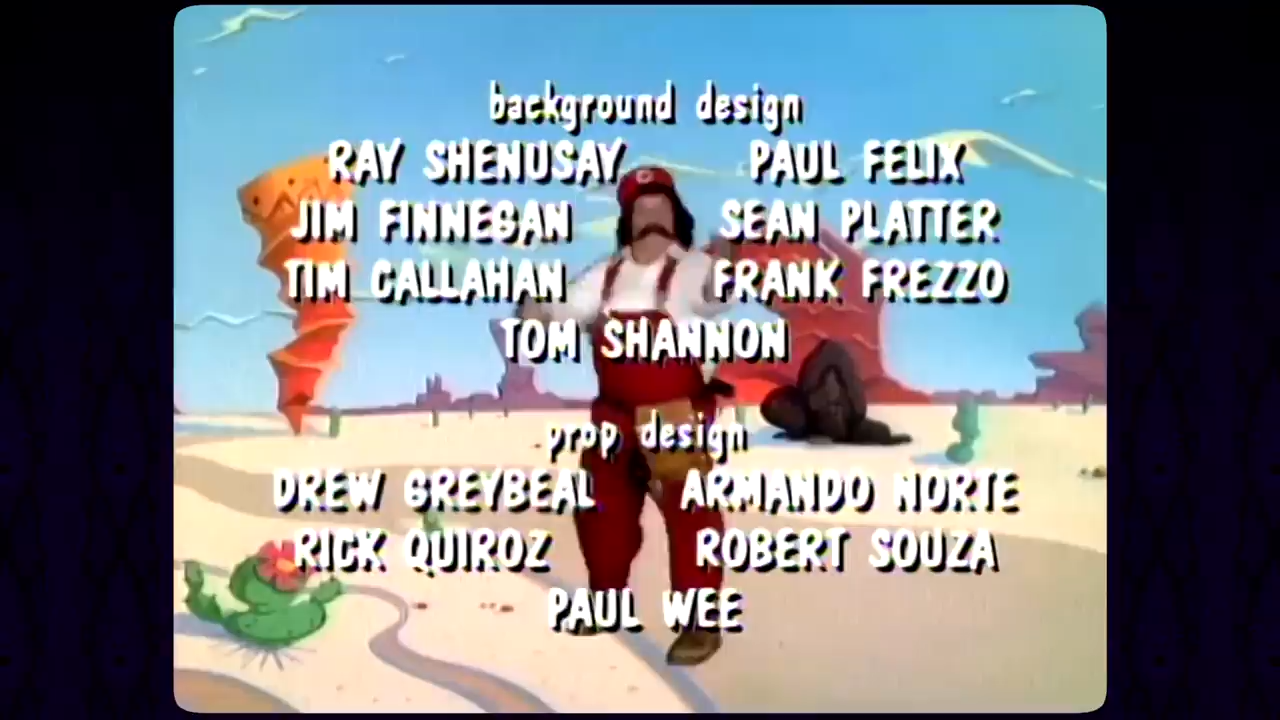 background design
RAY SHENUSAY PAUL FELIX
JIM FINNEGAN SEAN PLATTER
TIM CALLAHAN FRANK FREZZO
TOM SHANNON
prop design
DREW GREYBEAL ARMANDO NORTE
RICK QUIROZ ROBERT SOUZA
PAUL WEE